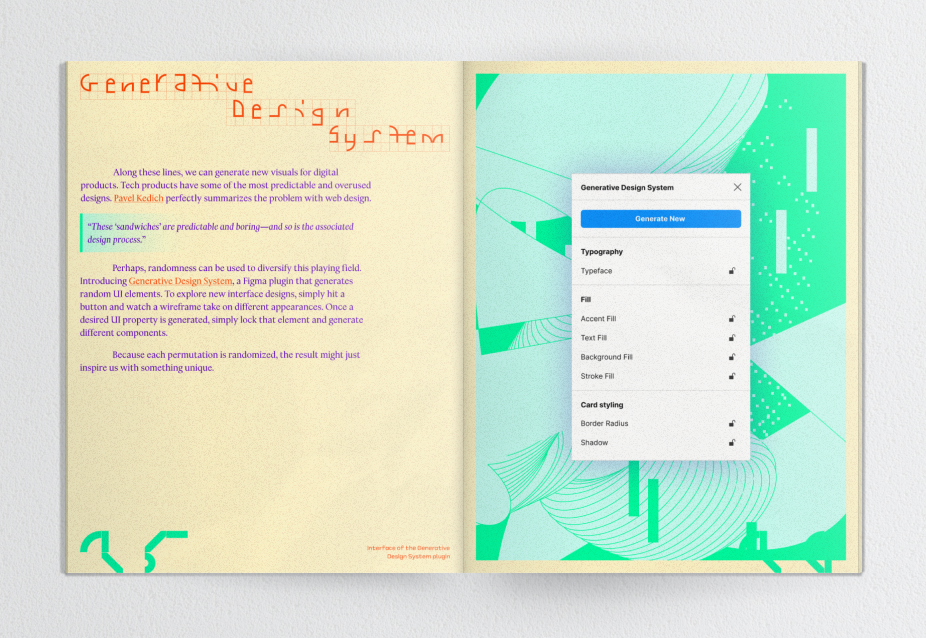 Generative
Design
System
Along these lines, we can generate new visuals for digital
products. Tech products have some of the most predictable and overused
designs. Pavel Kedich perfectly summarizes the problem with web design.
“These ‘sandwiches’ are predictable and boring—and so is the associated
design process.”
Perhaps, randomness can be used to diversify this playing field.
Introducing Generative Design System, a Figma plugin that generates
random UI elements. To explore new interface designs, simply hit a
button and watch a wireframe take on different appearances. Once a
desired UI property is generated, simply lock that element and generate
different components.
Because each permutation is randomized, the result might just
inspire us with something unique.
Interface of the Generative
Design System plugin
Generative Design System
Generate New
Typography
Typeface
Fill
Accent Fill
Text Fill
Background Fill
Stroke Fill
Card styling
Border Radius
Shadow